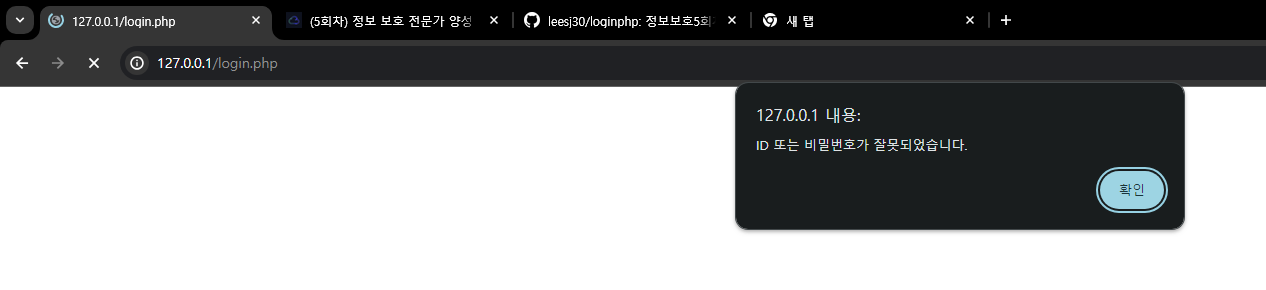 127.0.0.1/login.php
(5회차) 정보 보호 전문가 양성
leesj30/loginphp: 정보보호5회
새 탭
127.0.0.1/login.php
127.0.0.1 내용:
ID 또는 비밀번호가 잘못되었습니다.
확인